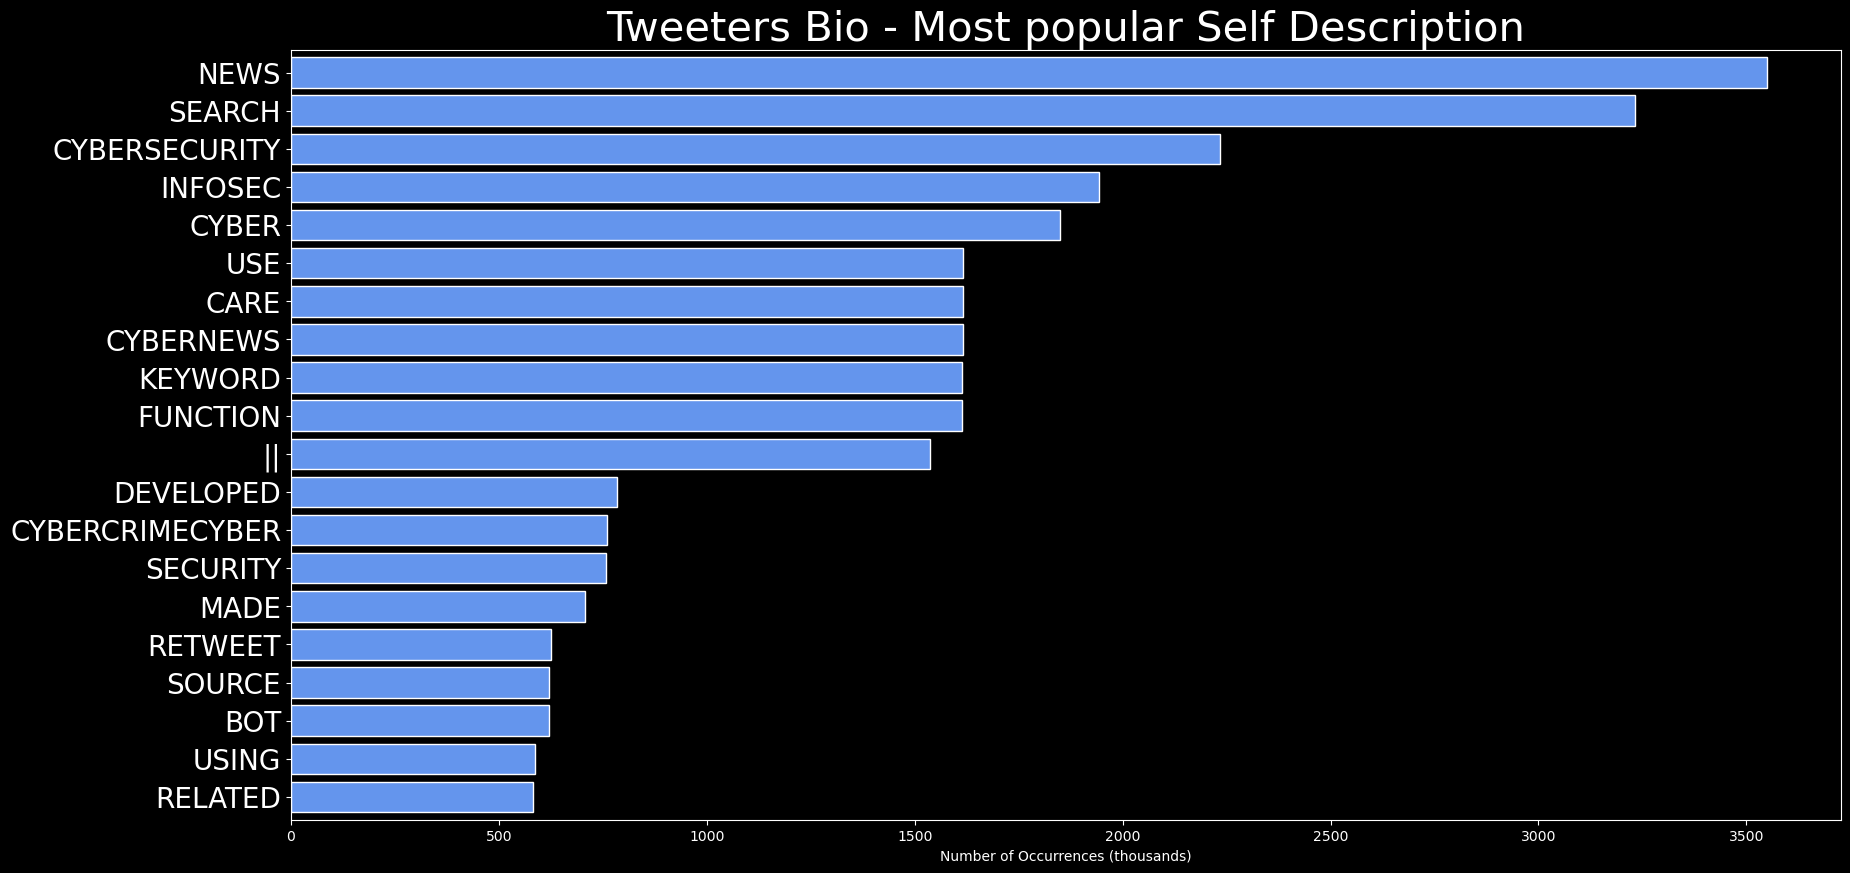 Tweeters Bio - Most popular Self Description
NEWS
SEARCH
CYBERSECURITY
INFOSEC
CYBER
USE
CARE
CYBERNEWS
KEYWORD
FUNCTION
||
DEVELOPED
CYBERCRIMECYBER
SECURITY
MADE
RETWEET
SOURCE
BOT
USING
RELATED
0 500 1000 1500 2000 2500 3000 3500
Number of Occurrences (thousands)